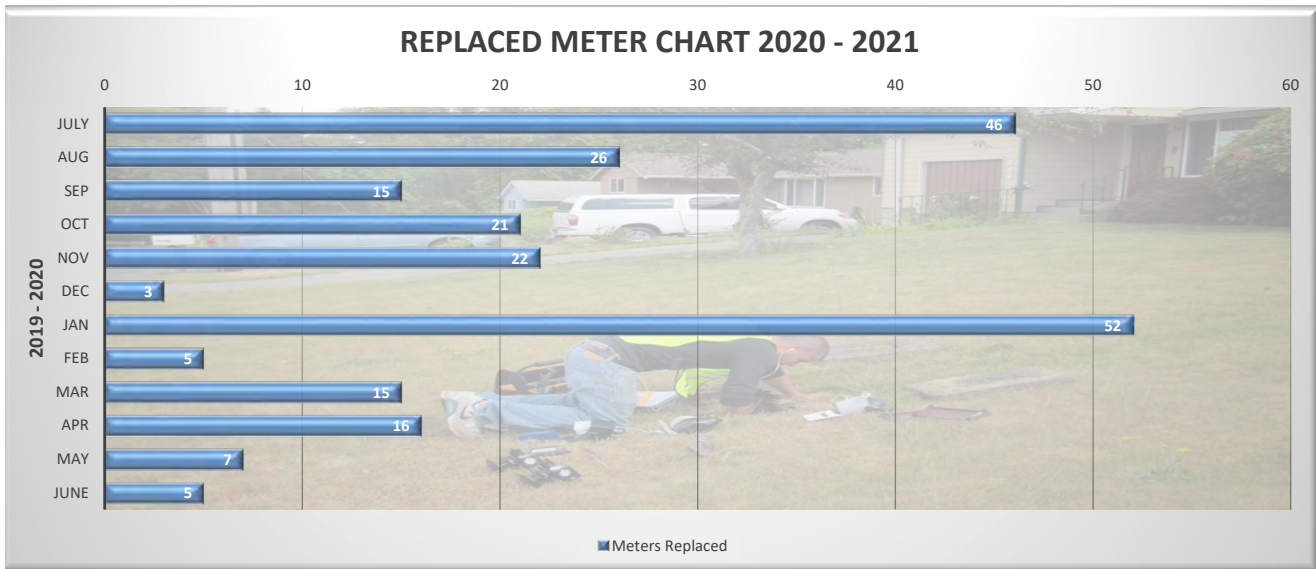 REPLACED METER CHART 2020 - 2021
0 10 20 30 40 50 60
2019 - 2020
JULY 46
AUG 26
SEP 15
OCT 21
NOV 22
DEC 3
JAN 52
FEB 5
MAR 15
APR 16
MAY 7
JUNE 5
Meters Replaced